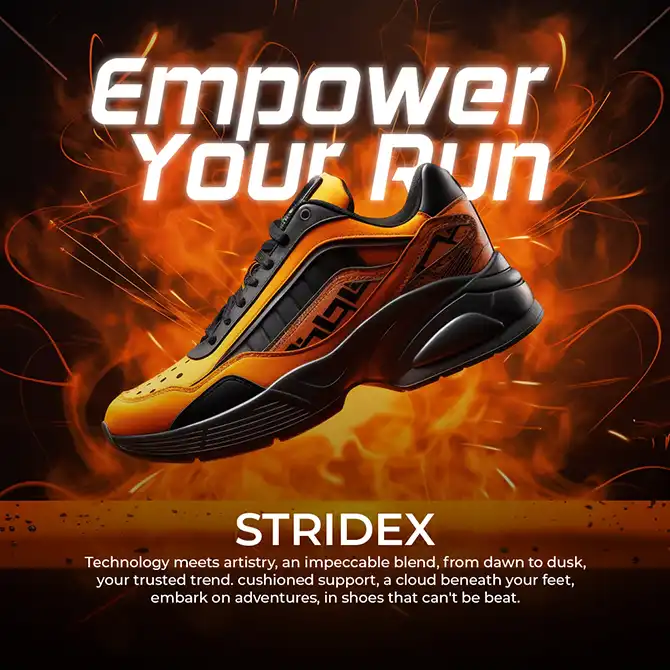 Empower
Your Run
STRIDEX
Technology meets artistry, an impeccable blend, from dawn to dusk,
your trusted trend. cushioned support, a cloud beneath your feet,
embark on adventures, in shoes that can't be beat.